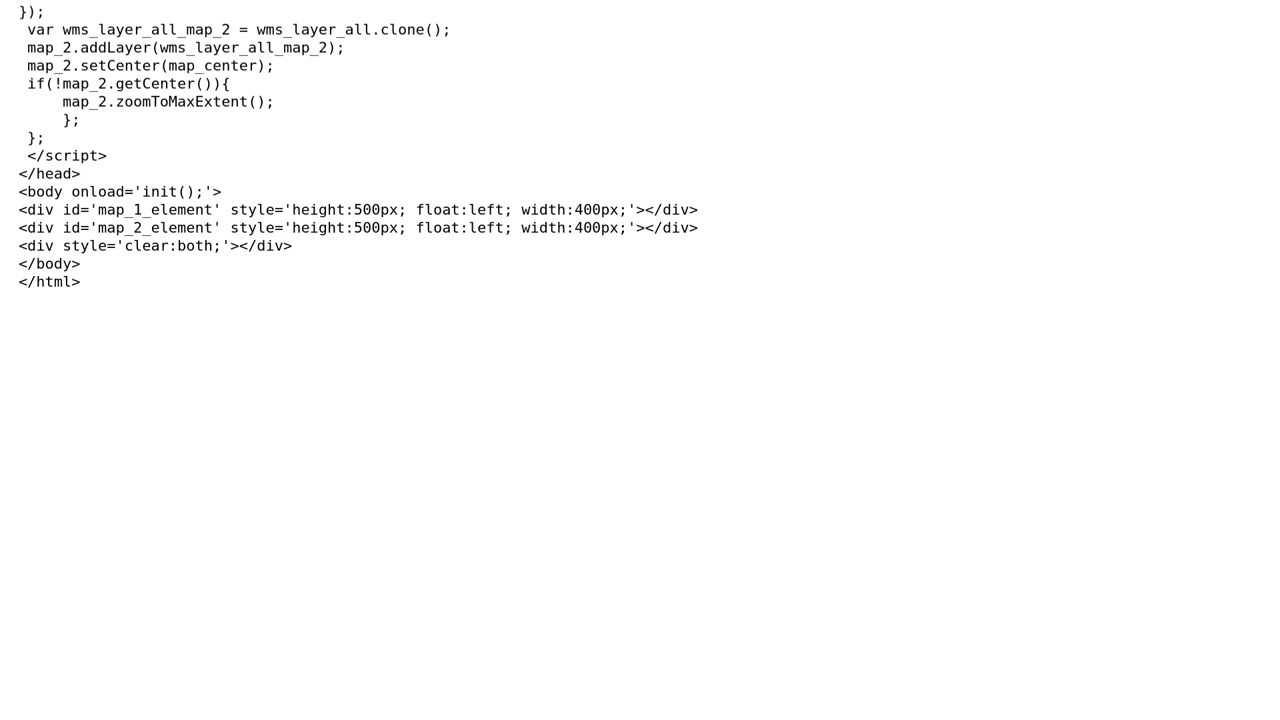 });
 var wms_layer_all_map_2 = wms_layer_all.clone();
 map_2.addLayer(wms_layer_all_map_2);
 map_2.setCenter(map_center);
 if(!map_2.getCenter()){
     map_2.zoomToMaxExtent();
     };
 };
 </script>
</head>
<body onload='init();'>
<div id='map_1_element' style='height:500px; float:left; width:400px;'></div>
<div id='map_2_element' style='height:500px; float:left; width:400px;'></div>
<div style='clear:both;'></div>
</body>
</html>